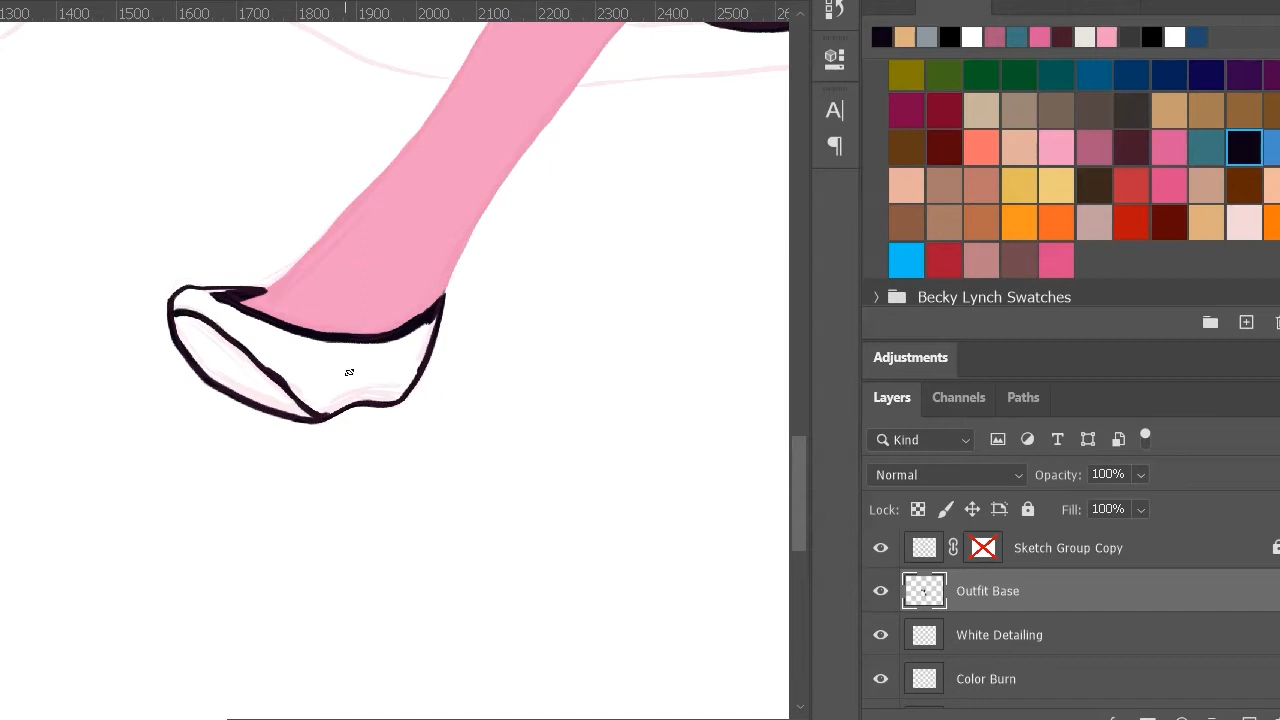 1300 1400 1500 1600 1700 1800 1900 2000 2100 2200 2300 2400 2500
A|
¶
Becky Lynch Swatches
Adjustments
Layers Channels Paths
Kind T
Normal Opacity: 100%
Lock: Fill: 100%
Sketch Group Copy
Outfit Base
White Detailing
Color Burn